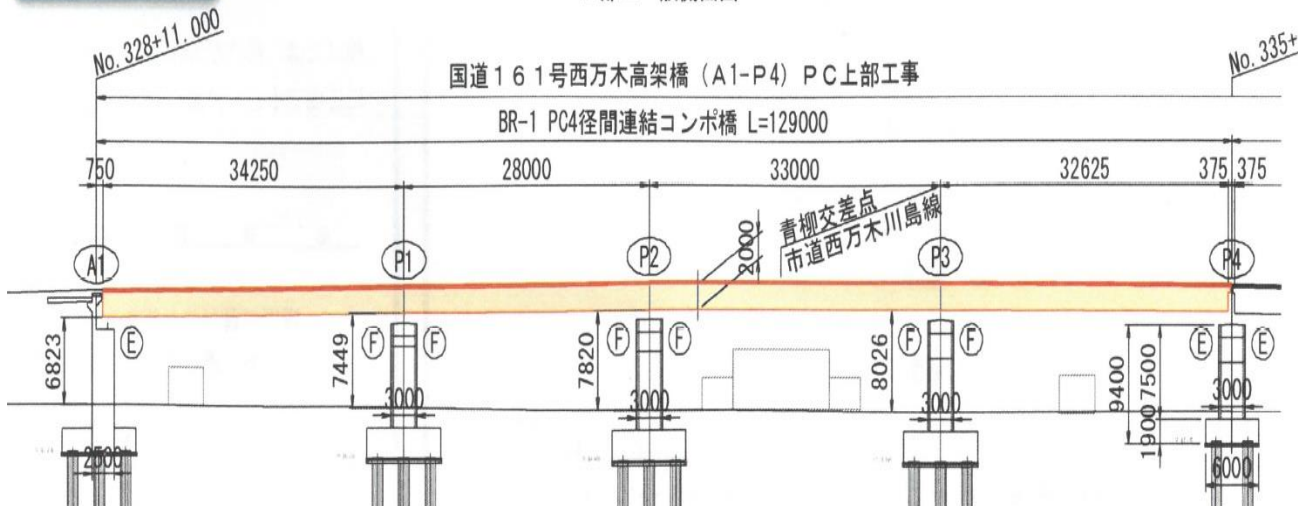 No. 328+11.000
No. 335+
国道161号西万木高架橋 (A1-P4) PC上部工事
BR-1 PC4径間連結コンポ橋 L=129000
750
34250
28000
33000
32625
375
375
青柳交差点
市道西万木川島線
2000
A1
P1
P2
P3
P4
E
F
F
F
F
F
F
E
E
6823
7449
7820
8026
9400
7500
1900
3000
3000
3000
3000
2500
6000